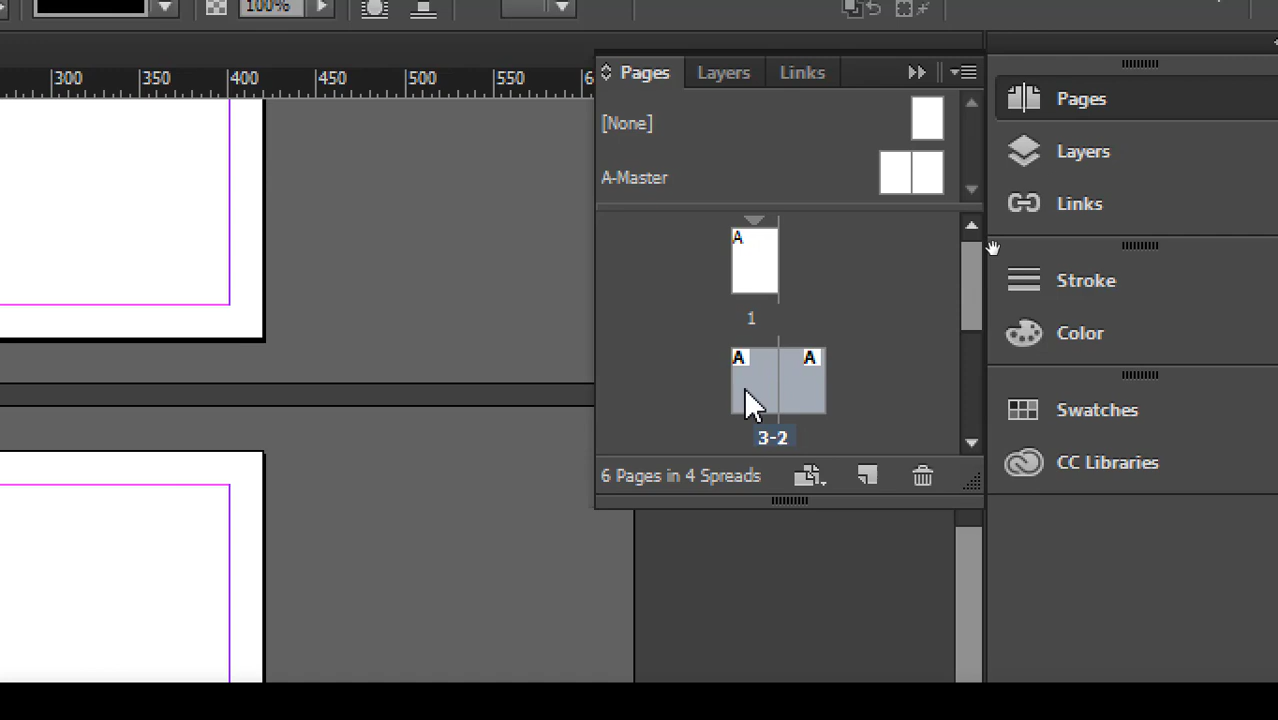 100%
300 350 400 450 500 550 6
Pages Layers Links
[None]
A-Master
A
1
A A
3-2
6 Pages in 4 Spreads
Pages
Layers
Links
Stroke
Color
Swatches
CC Libraries